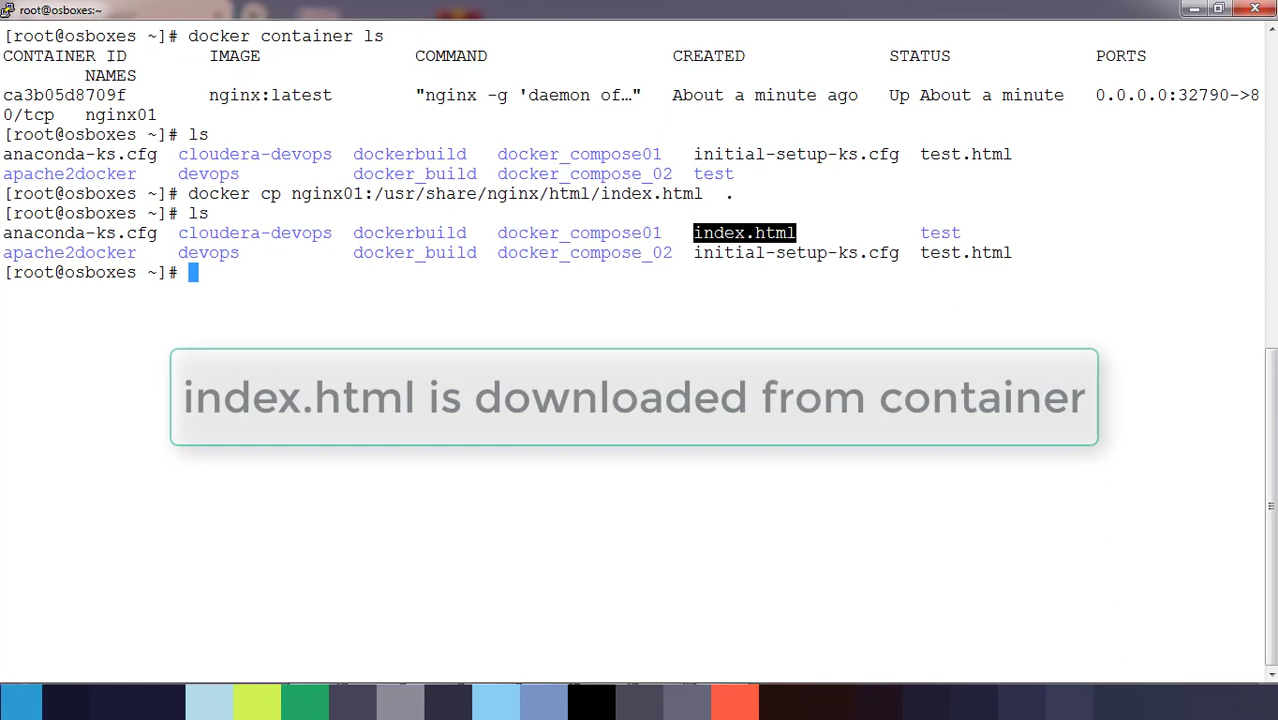 root@osboxes:~
[root@osboxes ~]# docker container ls
CONTAINER ID        IMAGE               COMMAND                  CREATED              STATUS              PORTS
        NAMES
ca3b05d8709f        nginx:latest        "nginx -g 'daemon of…"   About a minute ago   Up About a minute   0.0.0.0:32790->8
0/tcp   nginx01
[root@osboxes ~]# ls
anaconda-ks.cfg  cloudera-devops  dockerbuild   docker_compose01   initial-setup-ks.cfg  test.html
apache2docker    devops           docker_build  docker_compose_02  test
[root@osboxes ~]# docker cp nginx01:/usr/share/nginx/html/index.html  .
[root@osboxes ~]# ls
anaconda-ks.cfg  cloudera-devops  dockerbuild   docker_compose01   index.html            test
apache2docker    devops           docker_build  docker_compose_02  initial-setup-ks.cfg  test.html
[root@osboxes ~]#
index.html is downloaded from container